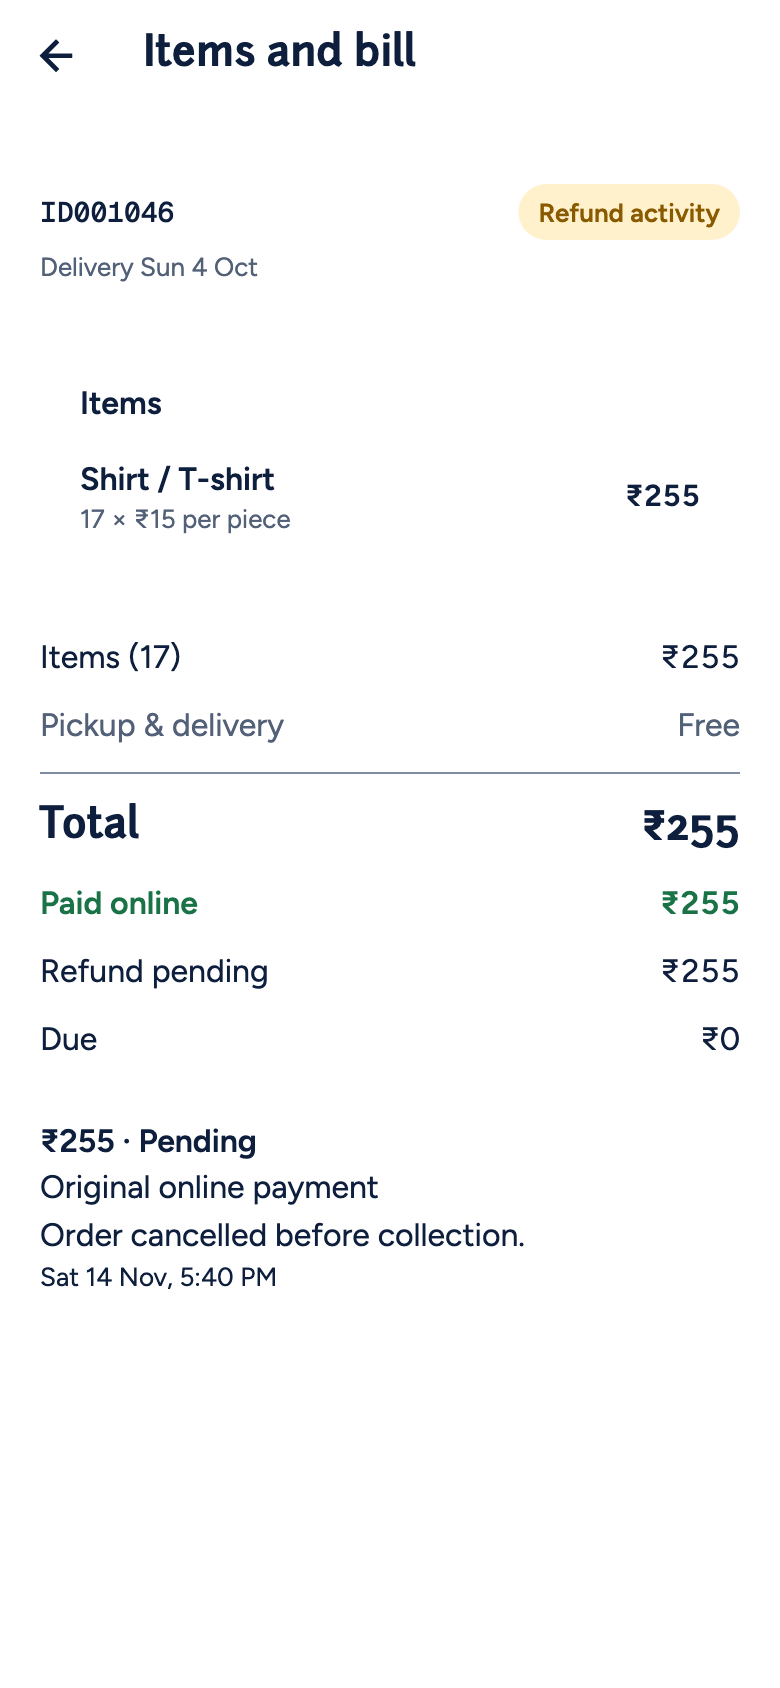 Items and bill
ID001046
Refund activity
Delivery Sun 4 Oct
Items
Shirt / T-shirt
17 × ₹15 per piece
₹255
Items (17) ₹255
Pickup & delivery Free
Total ₹255
Paid online ₹255
Refund pending ₹255
Due ₹0
₹255 · Pending
Original online payment
Order cancelled before collection.
Sat 14 Nov, 5:40 PM